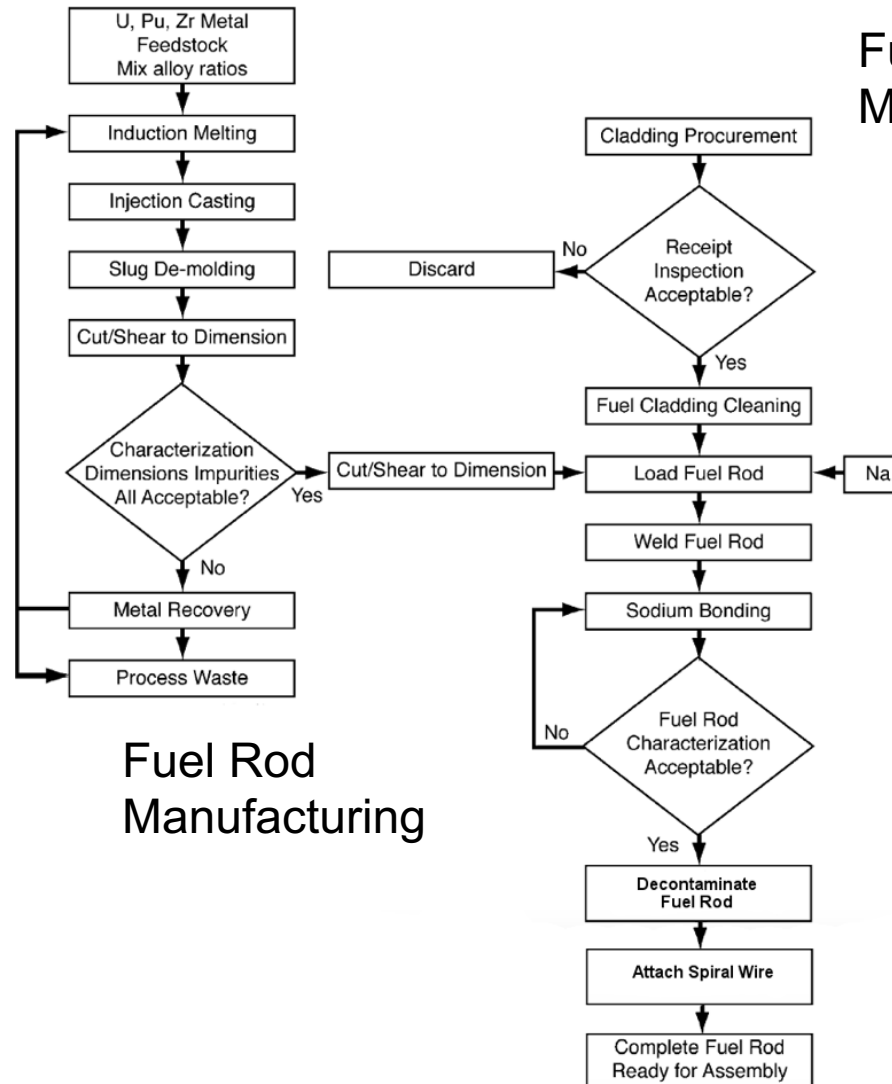 U, Pu, Zr Metal
Feedstock
Mix alloy ratios
Induction Melting
Injection Casting
Slug De-molding
Cut/Shear to Dimension
Characterization
Dimensions Impurities
All Acceptable?
Yes
No
Metal Recovery
Process Waste
Cut/Shear to Dimension
Fuel Rod
Manufacturing
Fu
M
Cladding Procurement
Receipt
Inspection
Acceptable?
No
Discard
Yes
Fuel Cladding Cleaning
Load Fuel Rod
Na
Weld Fuel Rod
Sodium Bonding
Fuel Rod
Characterization
Acceptable?
No
Yes
Decontaminate
Fuel Rod
Attach Spiral Wire
Complete Fuel Rod
Ready for Assembly